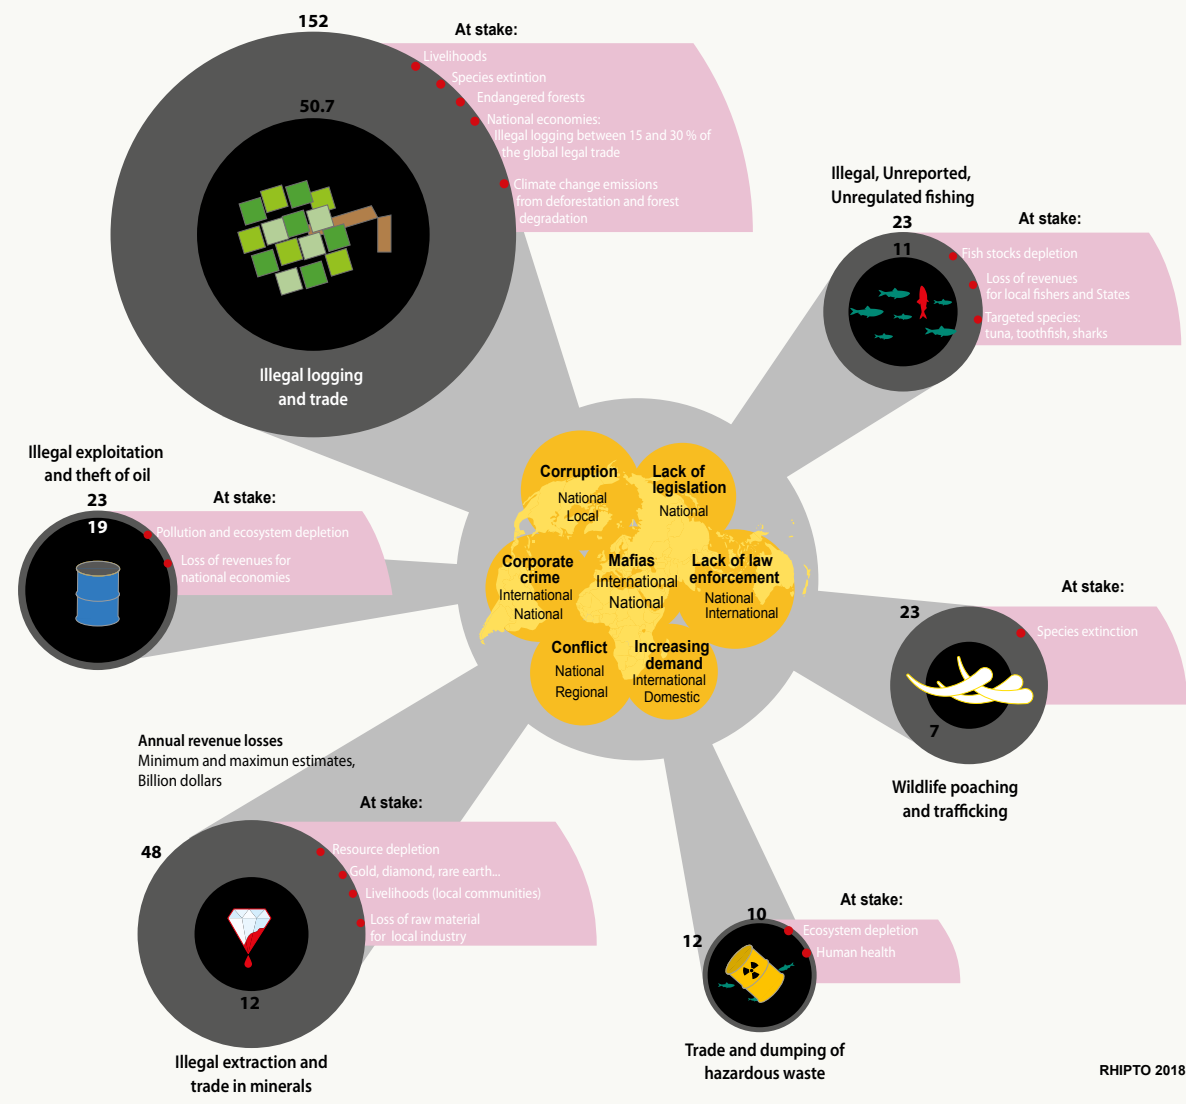 152
At stake:
Livelihoods
Species extintion
Endangered forests
National economies:
Illegal logging between 15 and 30 % of
the global legal trade
Climate change emissions
from deforestation and forest
degradation
50.7
Illegal logging
and trade
Illegal, Unreported,
Unregulated fishing
23
At stake:
11
Fish stocks depletion
Loss of revenues
for local fishers and States
Targeted species:
tuna, toothfish, sharks
Illegal exploitation
and theft of oil
23
At stake:
19
Pollution and ecosystem depletion
Loss of revenues for
national economies
Corruption
National
Local
Lack of
legislation
National
Corporate
crime
International
National
Mafias
International
National
Lack of law
enforcement
National
International
Conflict
National
Regional
Increasing
demand
International
Domestic
At stake:
23
Species extinction
7
Wildlife poaching
and trafficking
Annual revenue losses
Minimum and maximun estimates,
Billion dollars
At stake:
48
Resource depletion
Gold, diamond, rare earth...
Livelihoods (local communities)
Loss of raw material
for local industry
12
Illegal extraction and
trade in minerals
At stake:
10
12
Ecosystem depletion
Human health
Trade and dumping of
hazardous waste
RHIPTO 2018